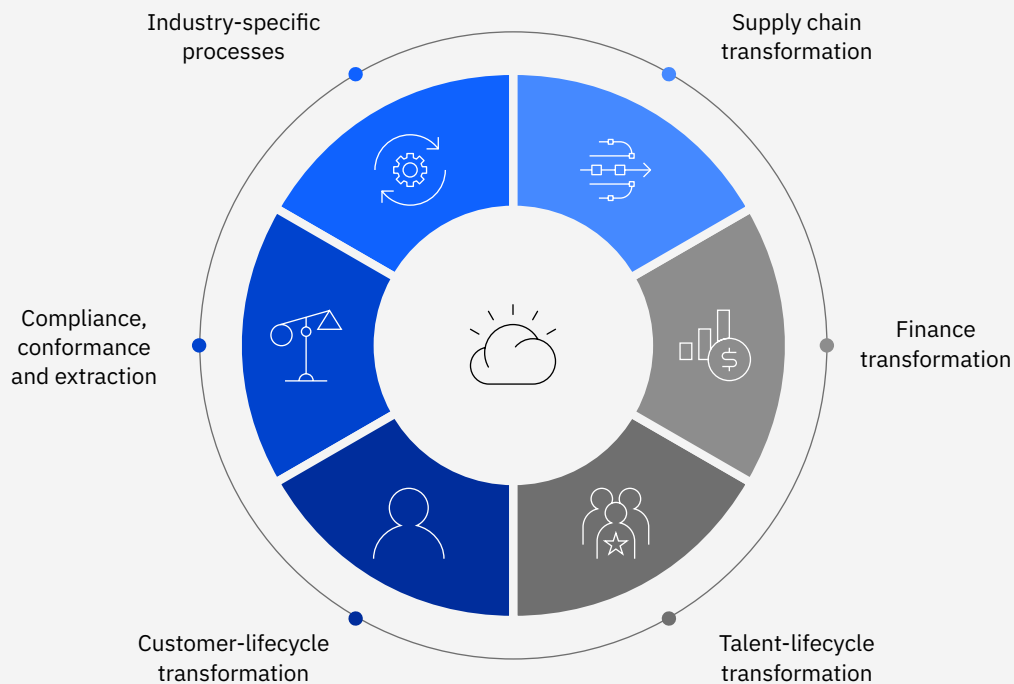 Industry-specific
processes
Supply chain
transformation
Compliance,
conformance
and extraction
Finance
transformation
Customer-lifecycle
transformation
Talent-lifecycle
transformation
$